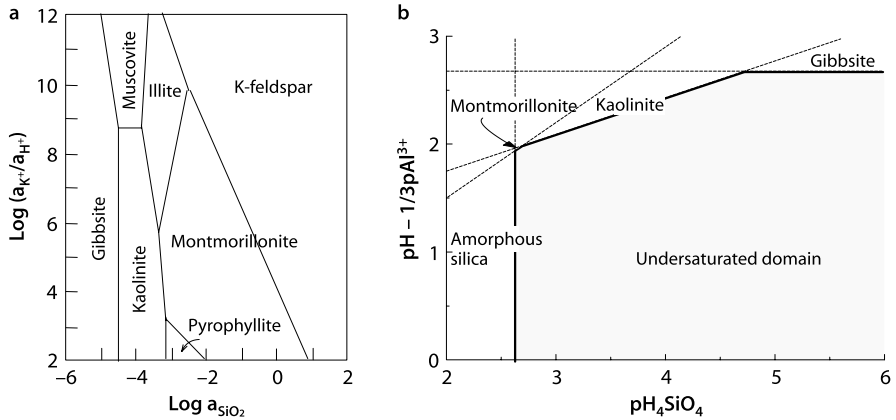 a
12
10
8
6
4
2
Log (aK+/aH+)
−6
−4
−2
0
2
Log aSiO2
Gibbsite
Muscovite
Kaolinite
Illite
K-feldspar
Montmorillonite
Pyrophyllite
b
3
2
1
0
pH – 1/3pAl3+
2
3
4
5
6
pH4SiO4
Gibbsite
Montmorillonite
Kaolinite
Amorphous
silica
Undersaturated domain